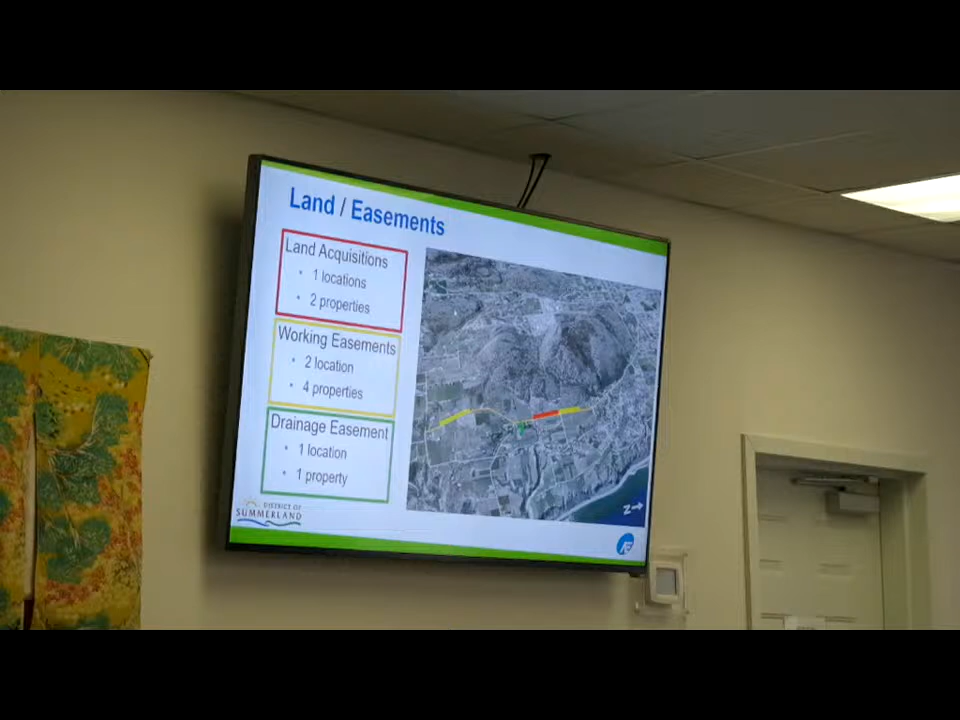 Land / Easements
Land Acquisitions
• 1 locations
• 2 properties
Working Easements
• 2 location
• 4 properties
Drainage Easement
• 1 location
• 1 property
DISTRICT OF
SUMMERLAND
Z